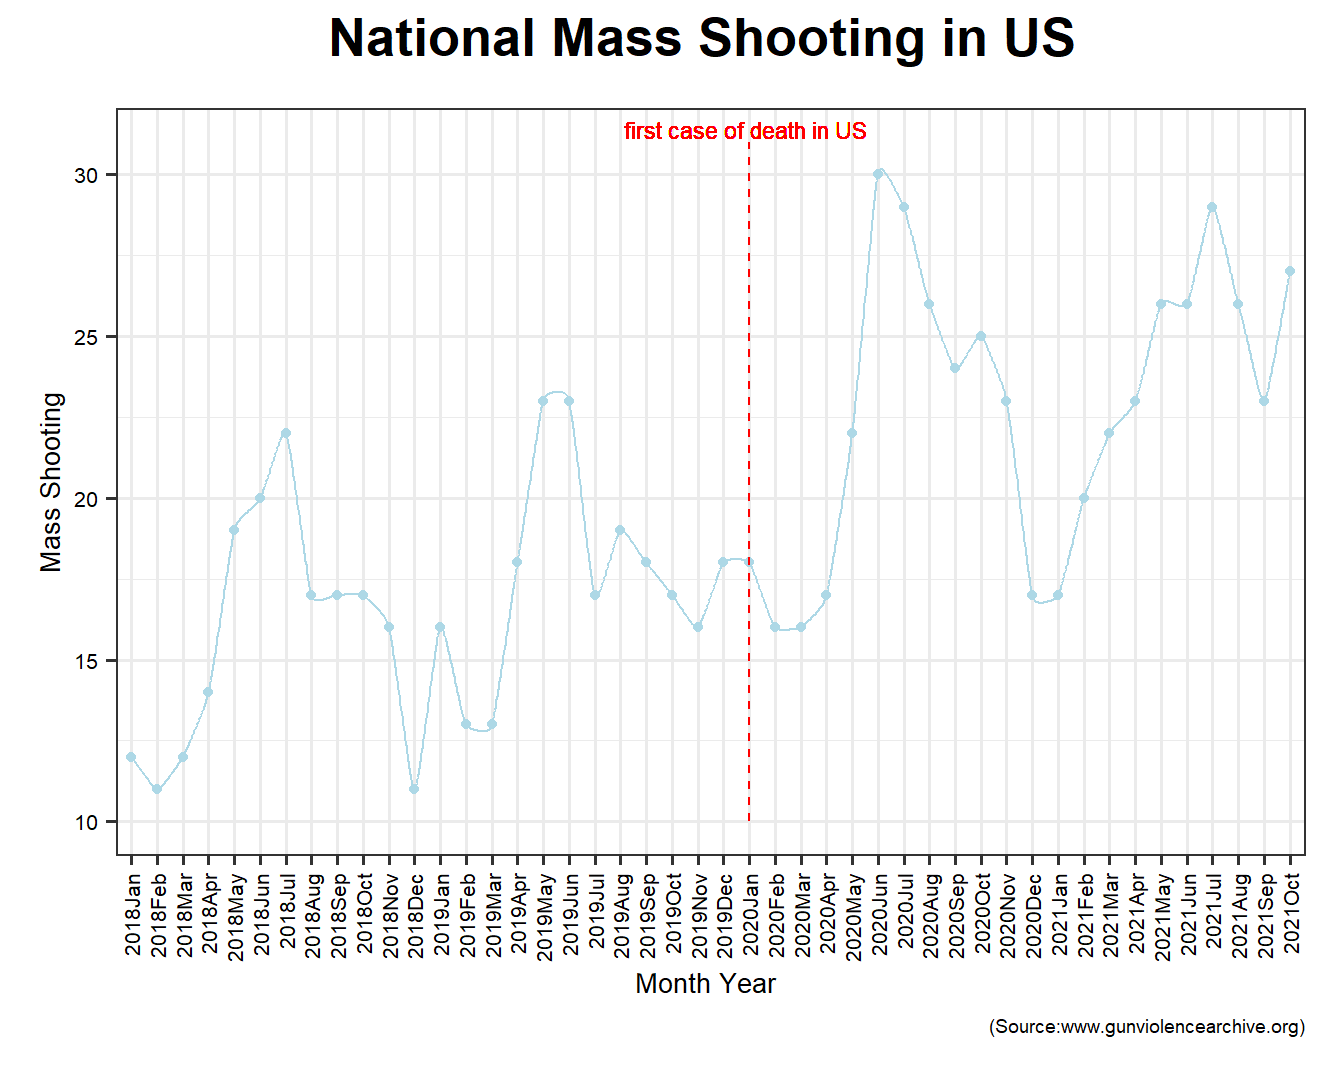 National Mass Shooting in US
first case of death in US
30
25
20
15
10
Mass Shooting
2018Jan
2018Feb
2018Mar
2018Apr
2018May
2018Jun
2018Jul
2018Aug
2018Sep
2018Oct
2018Nov
2018Dec
2019Jan
2019Feb
2019Mar
2019Apr
2019May
2019Jun
2019Jul
2019Aug
2019Sep
2019Oct
2019Nov
2019Dec
2020Jan
2020Feb
2020Mar
2020Apr
2020May
2020Jun
2020Jul
2020Aug
2020Sep
2020Oct
2020Nov
2020Dec
2021Jan
2021Feb
2021Mar
2021Apr
2021May
2021Jun
2021Jul
2021Aug
2021Sep
2021Oct
Month Year
(Source:www.gunviolencearchive.org)